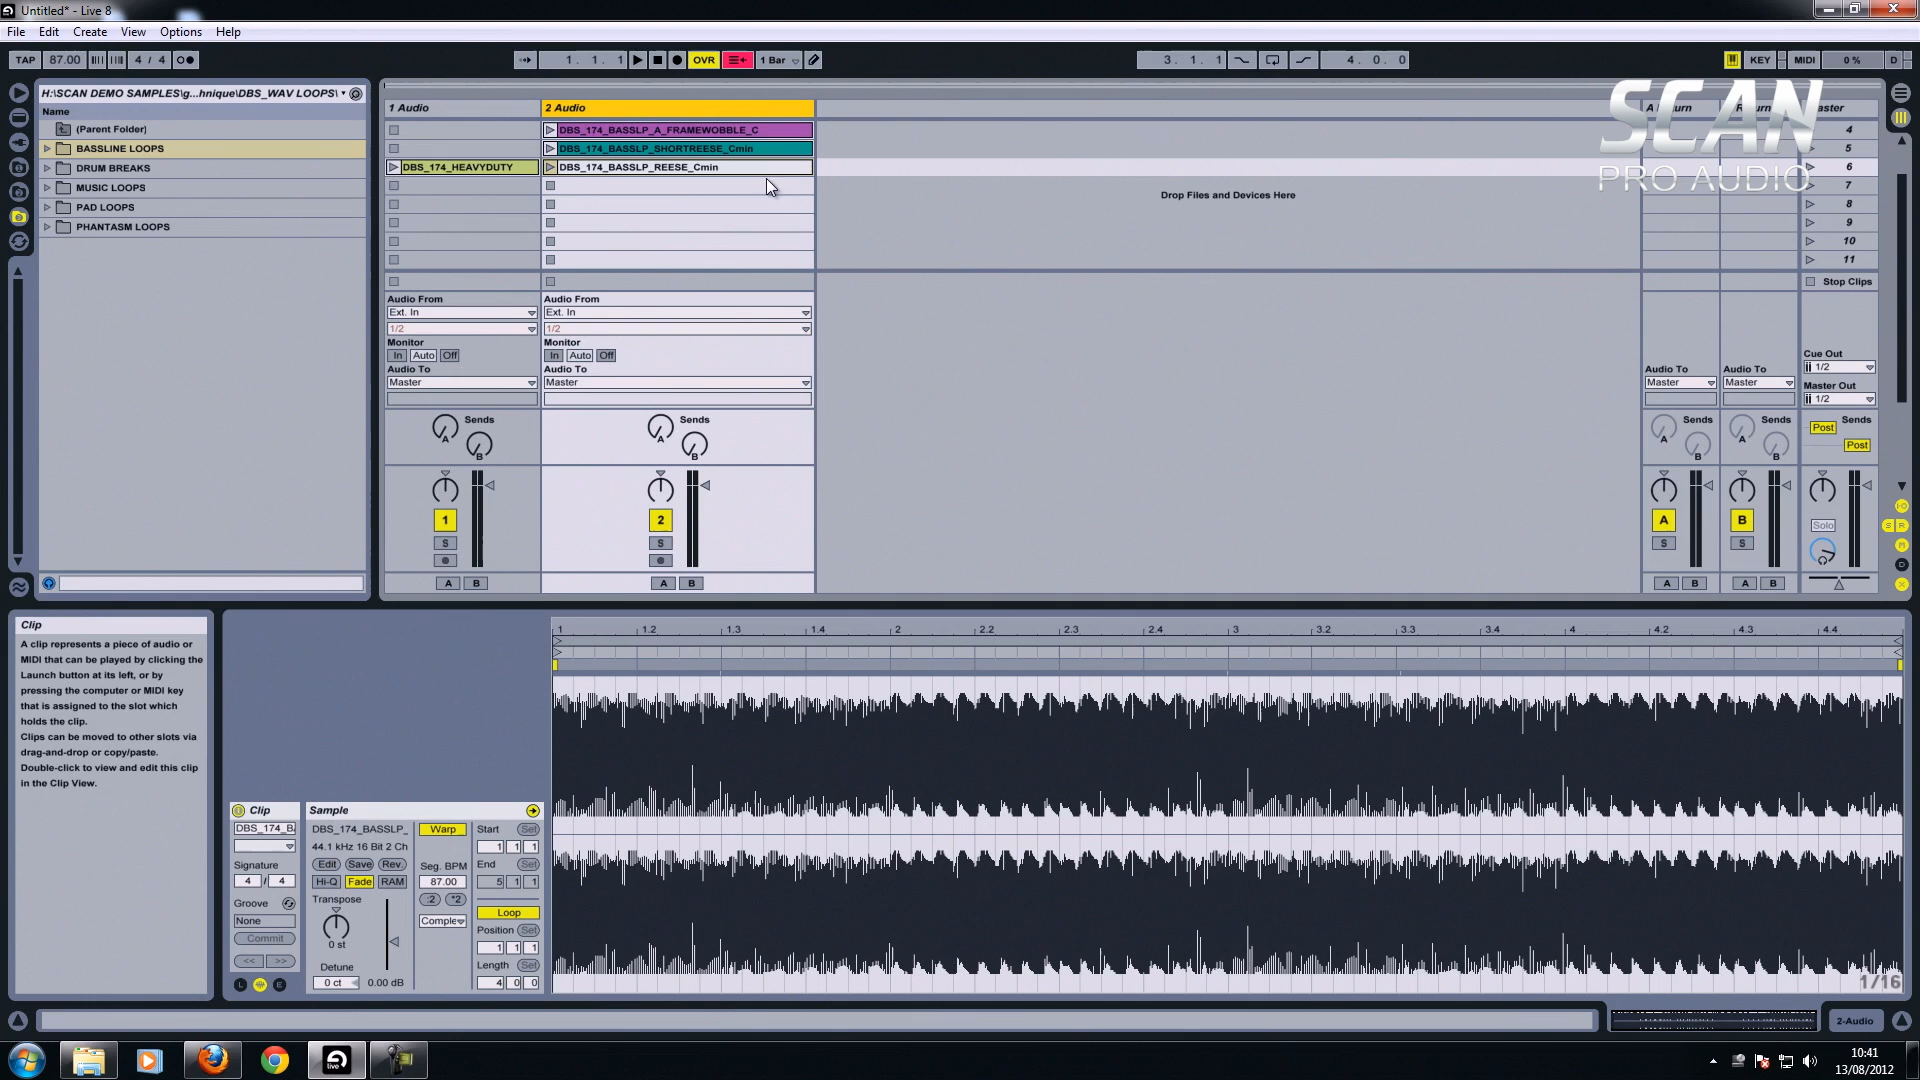 Untitled* - Live 8
File Edit Create View Options Help
TAP 87.00 4 / 4 1. 1. 1 OVR 1 Bar 3. 1. 1 4. 0. 0 KEY MIDI 0 % D
H:\SCAN DEMO SAMPLES\g...hnique\DBS_WAV LOOPS\
Name
(Parent Folder)
BASSLINE LOOPS
DRUM BREAKS
MUSIC LOOPS
PAD LOOPS
PHANTASM LOOPS
1 Audio
DBS_174_HEAVYDUTY
Audio From
Ext. In
1/2
Monitor
In Auto Off
Audio To
Master
Sends
A
B
1
S
A B
2 Audio
DBS_174_BASSLP_A_FRAMEWOBBLE_C
DBS_174_BASSLP_SHORTREESE_Cmin
DBS_174_BASSLP_REESE_Cmin
Audio From
Ext. In
1/2
Monitor
In Auto Off
Audio To
Master
Sends
A
B
2
S
A B
Drop Files and Devices Here
SCAN
PRO AUDIO
A Return
Audio To
Master
Sends
A
B
A
S
A B
Return
Audio To
Master
Sends
A
B
B
S
A B
aster
4
5
6
7
8
9
10
11
Stop Clips
Cue Out
1/2
Master Out
1/2
Sends
Post
Post
Solo
Clip
A clip represents a piece of audio or
MIDI that can be played by clicking the
Launch button at its left, or by
pressing the computer or MIDI key
that is assigned to the slot which
holds the clip.
Clips can be moved to other slots via
drag-and-drop or copy/paste.
Double-click to view and edit this clip
in the Clip View.
Clip
DBS_174_B
Signature
4 / 4
Groove
None
Commit
<< >>
L E
Sample
DBS_174_BASSLP_
44.1 kHz 16 Bit 2 Ch
Edit Save Rev.
Hi-Q Fade RAM
Transpose
0 st
Detune
0 ct 0.00 dB
Warp
Seg. BPM
87.00
:2 *2
Comple
Start Set
1 1 1
End Set
5 1 1
Loop
Position Set
1 1 1
Length Set
4 0 0
1 1.2 1.3 1.4 2 2.2 2.3 2.4 3 3.2 3.3 3.4 4 4.2 4.3 4.4
1/16
2-Audio
live
10:41
13/08/2012